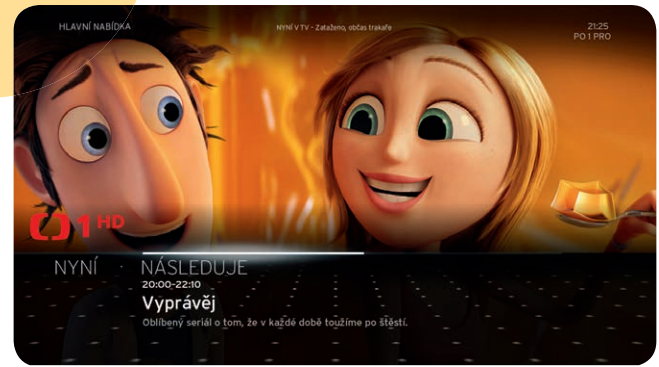 HLAVNÍ NABÍDKA
NYNÍ V TV - Zataženo, občas trakaře
21:25
PO 1 PRO
1 HD
NYNÍ · NÁSLEDUJE
20:00-22:10
Vyprávěj
Oblíbený seriál o tom, že v každé době toužíme po štěstí.